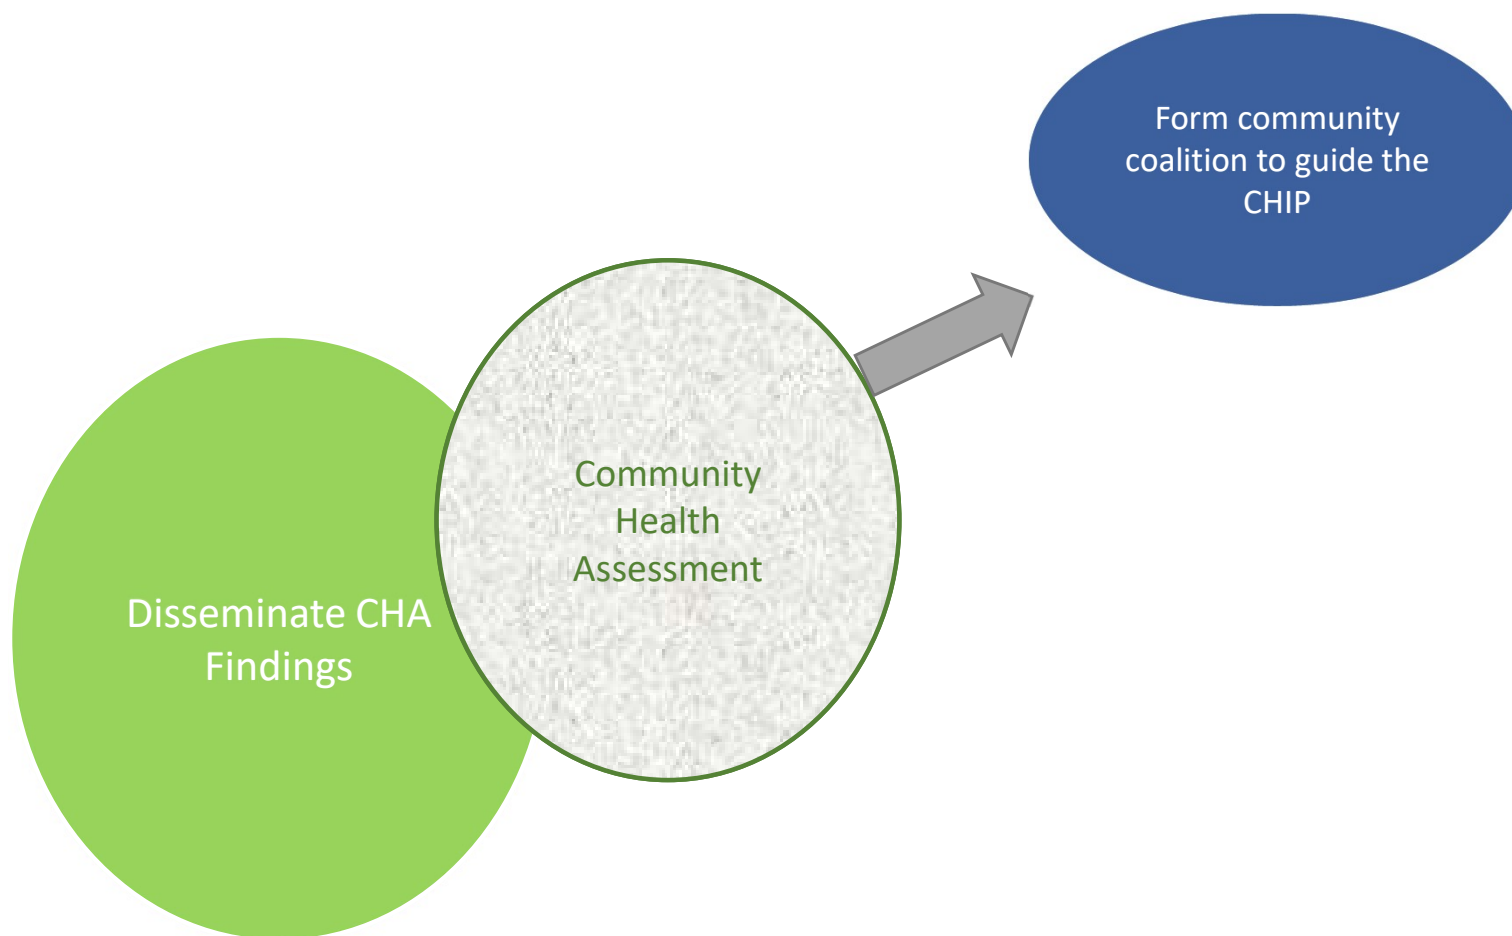 Form community
coalition to guide the
CHIP
Community
Health
Assessment
Disseminate CHA
Findings